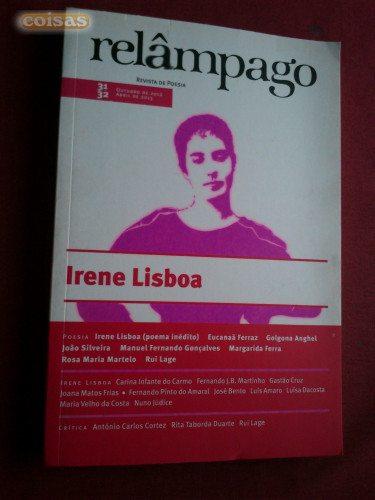 coisas
relâmpago
Revista de Poesia
31 Outubro de 2012
32 Abril de 2013
Irene Lisboa
Poesia Irene Lisboa (poema inédito) Eucanaã Ferraz Golgona Anghel
João Silveira Manuel Fernando Gonçalves Margarida Ferra
Rosa Maria Martelo Rui Lage
Irene Lisboa Carina Infante do Carmo Fernando J.B. Martinho Gastão Cruz
Joana Matos Frias • Fernando Pinto do Amaral José Bento Luís Amaro Luísa Dacosta
Maria Velho da Costa Nuno Júdice
Crítica António Carlos Cortez Rita Taborda Duarte Rui Lage